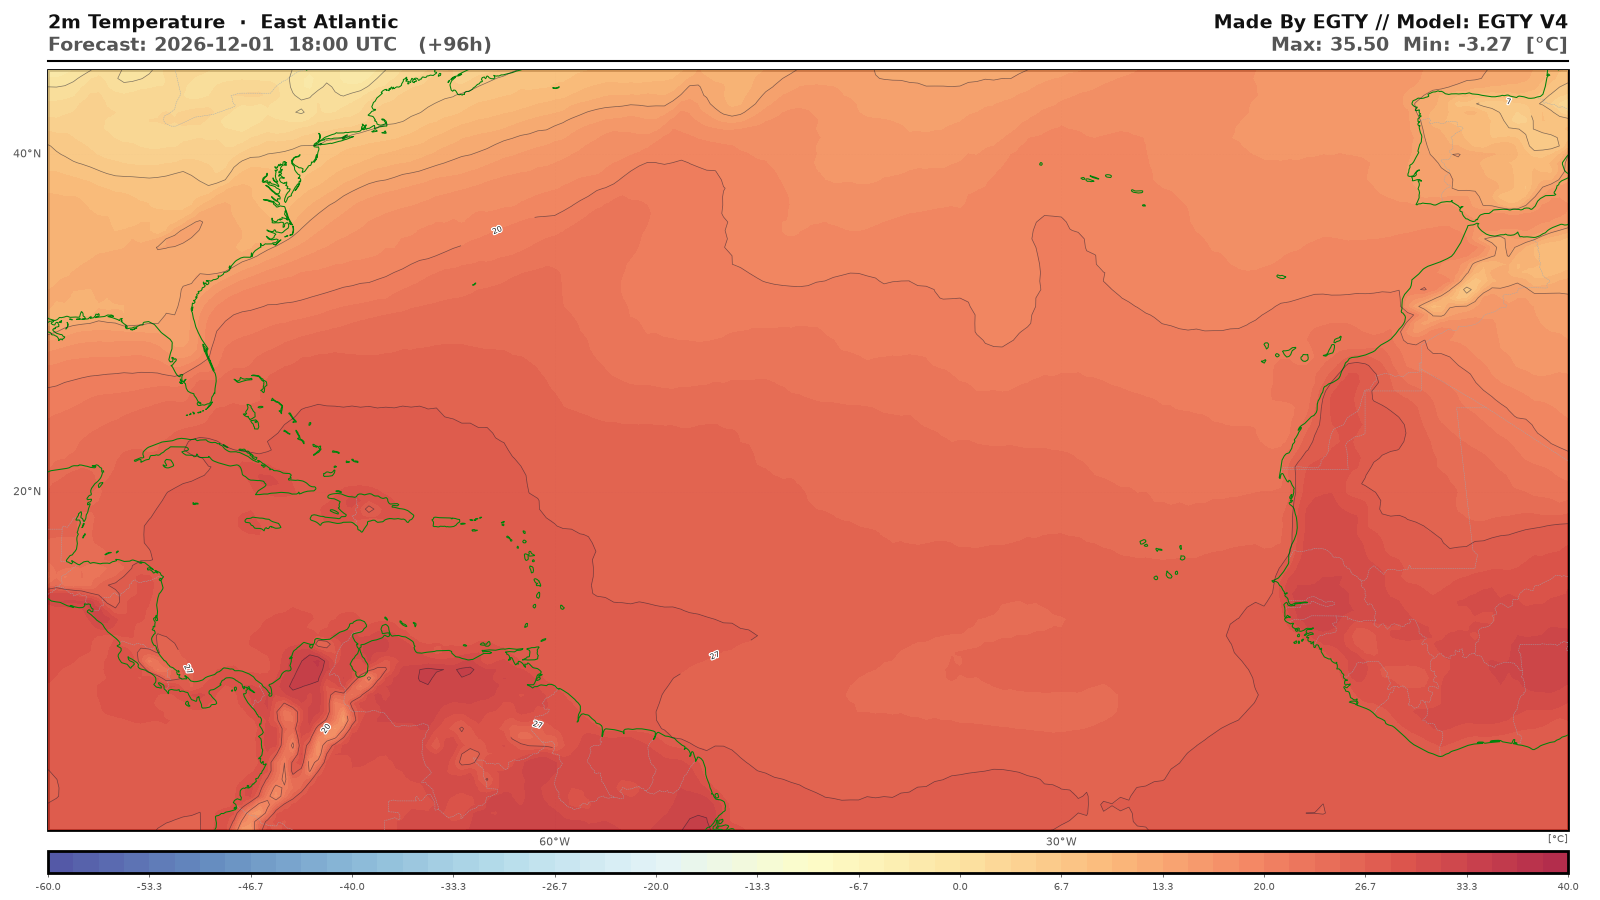 2m Temperature · East Atlantic
Made By EGTY // Model: EGTY V4
Forecast: 2026-12-01 18:00 UTC (+96h)
Max: 35.50 Min: -3.27 [°C]
7
40°N
20
20°N
27
27
20
27
60°W
30°W
[°C]
-60.0 -53.3 -46.7 -40.0 -33.3 -26.7 -20.0 -13.3 -6.7 0.0 6.7 13.3 20.0 26.7 33.3 40.0